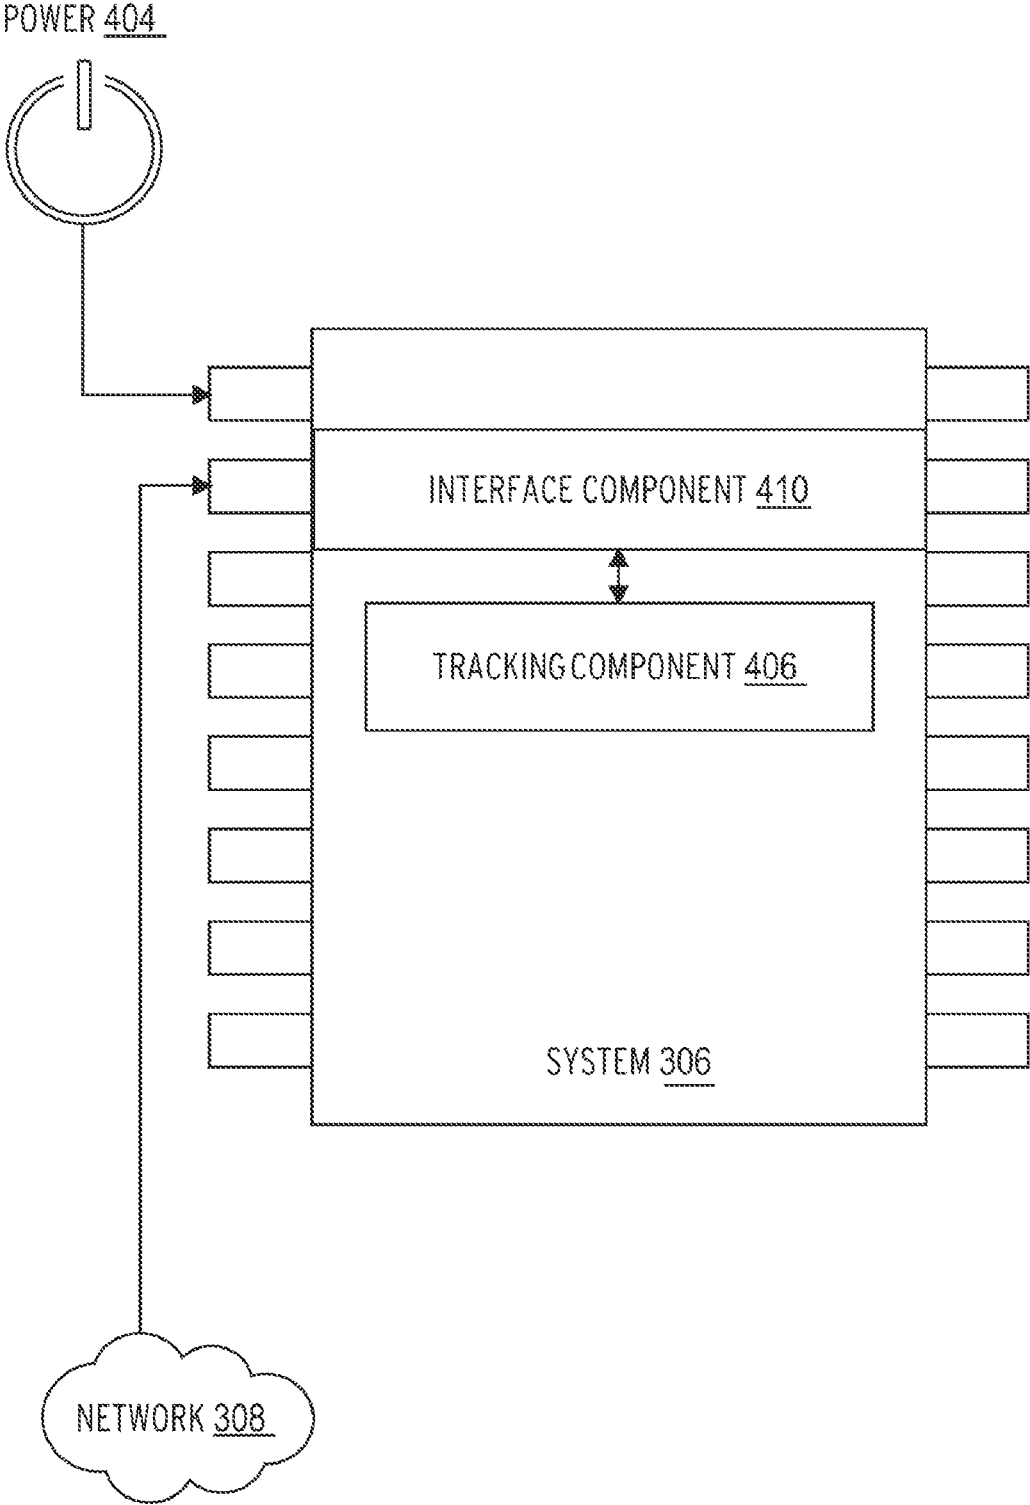 POWER 404
INTERFACE COMPONENT 410
TRACKING COMPONENT 406
SYSTEM 306
NETWORK 308